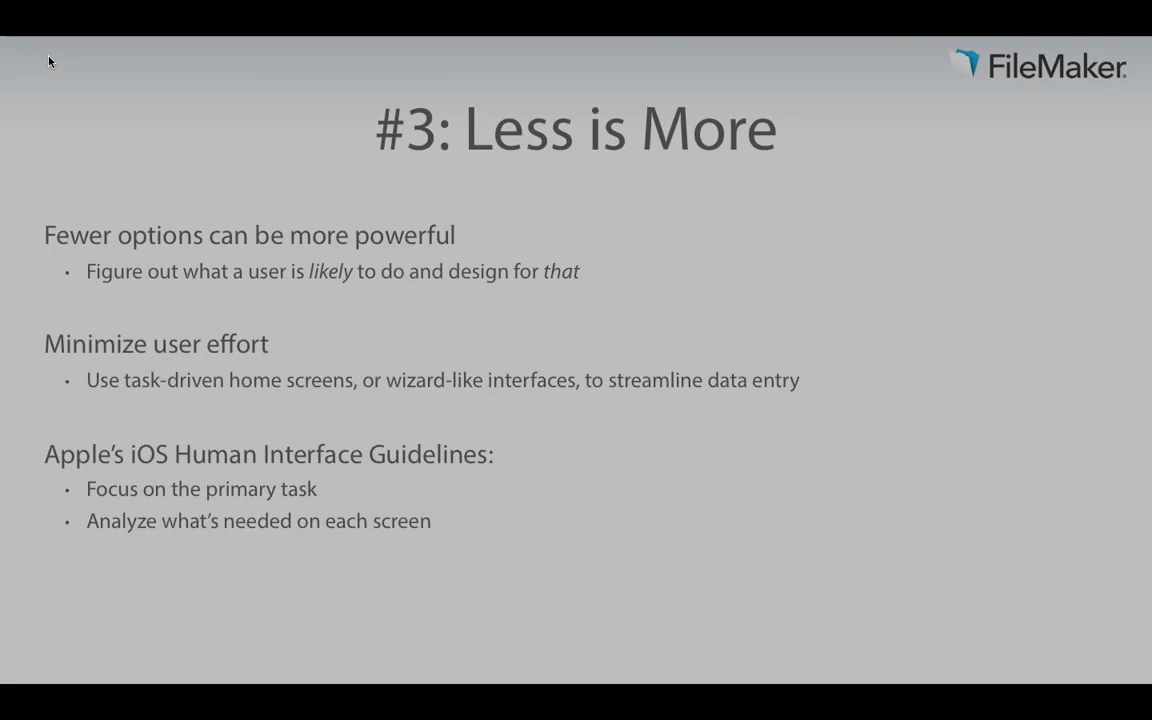 FileMaker
#3: Less is More
Fewer options can be more powerful
• Figure out what a user is likely to do and design for that
Minimize user effort
• Use task-driven home screens, or wizard-like interfaces, to streamline data entry
Apple’s iOS Human Interface Guidelines:
• Focus on the primary task
• Analyze what’s needed on each screen